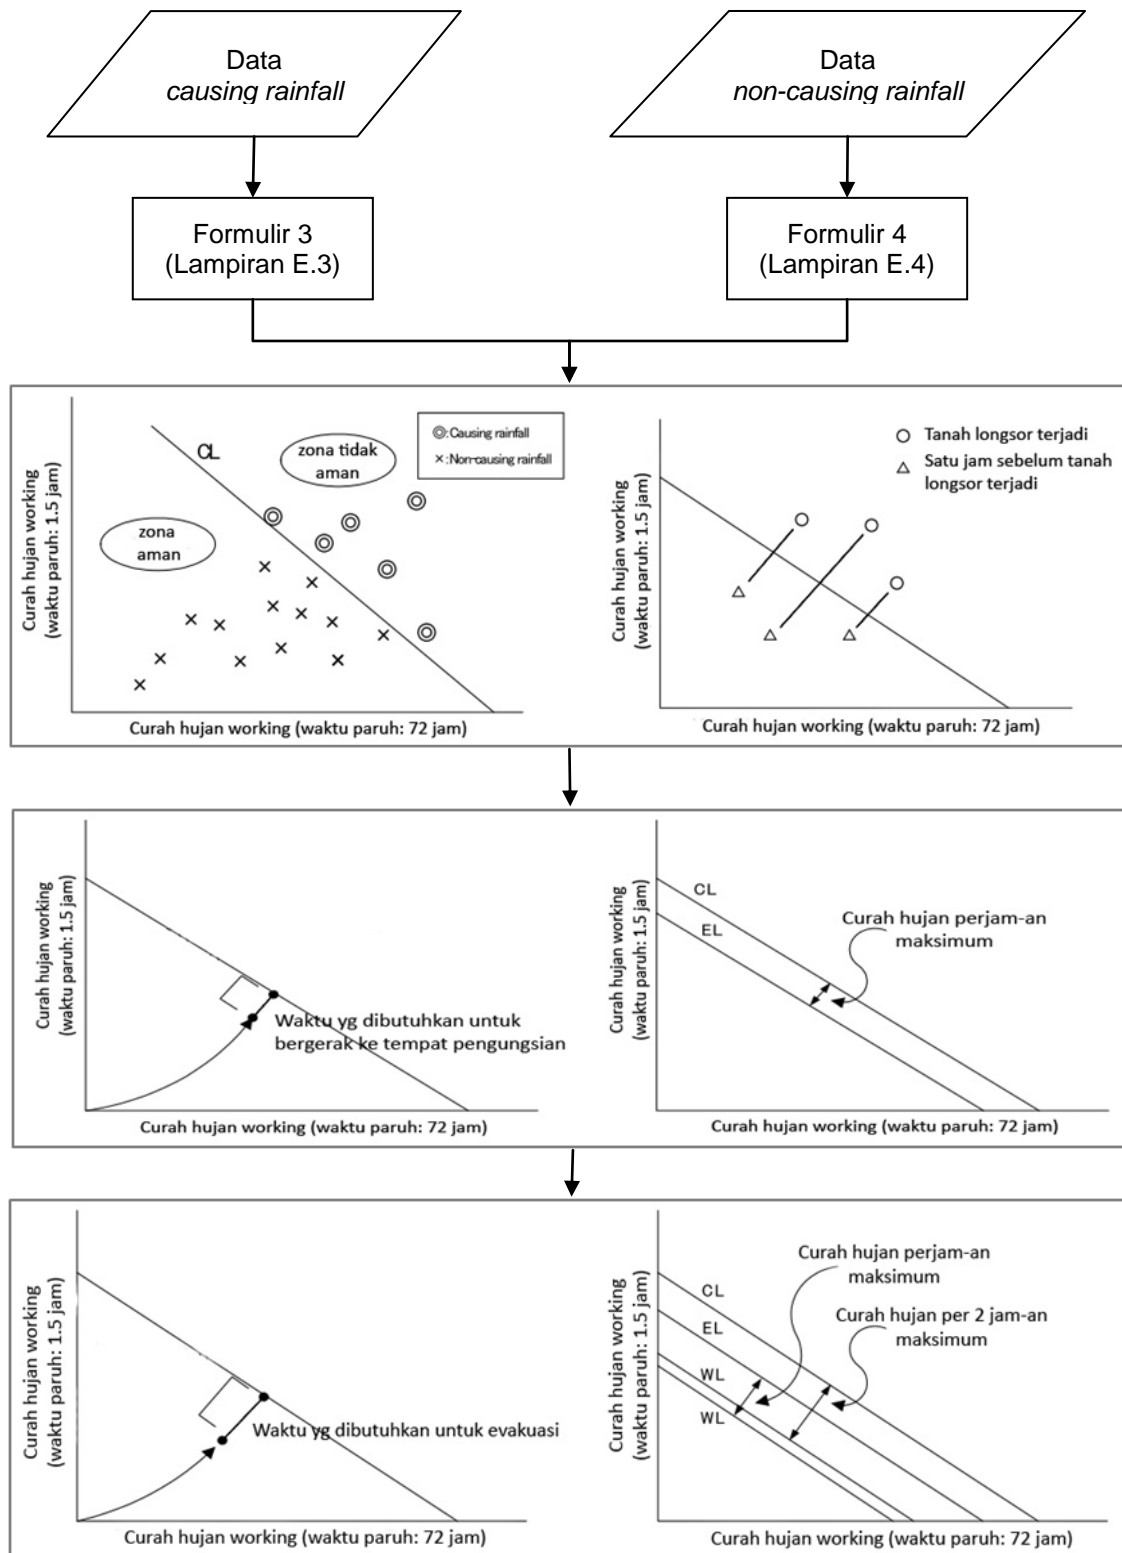 Data
causing rainfall
Data
non-causing rainfall
Formulir 3
(Lampiran E.3)
Formulir 4
(Lampiran E.4)
CL
zona tidak
aman
◎:Causing rainfall
×:Non-causing rainfall
zona
aman
Curah hujan working
(waktu paruh: 1.5 jam)
Curah hujan working (waktu paruh: 72 jam)
○ Tanah longsor terjadi
△ Satu jam sebelum tanah
longsor terjadi
Curah hujan working
(waktu paruh: 1.5 jam)
Curah hujan working (waktu paruh: 72 jam)
Curah hujan working
(waktu paruh: 1.5 jam)
Waktu yg dibutuhkan untuk
bergerak ke tempat pengungsian
Curah hujan working (waktu paruh: 72 jam)
Curah hujan working
(waktu paruh: 1.5 jam)
CL
EL
Curah hujan perjam-an
maksimum
Curah hujan working (waktu paruh: 72 jam)
Curah hujan working
(waktu paruh: 1.5 jam)
Waktu yg dibutuhkan untuk evakuasi
Curah hujan working (waktu paruh: 72 jam)
Curah hujan working
(waktu paruh: 1.5 jam)
Curah hujan perjam-an
maksimum
CL
Curah hujan per 2 jam-an
maksimum
EL
WL
WL
Curah hujan working (waktu paruh: 72 jam)